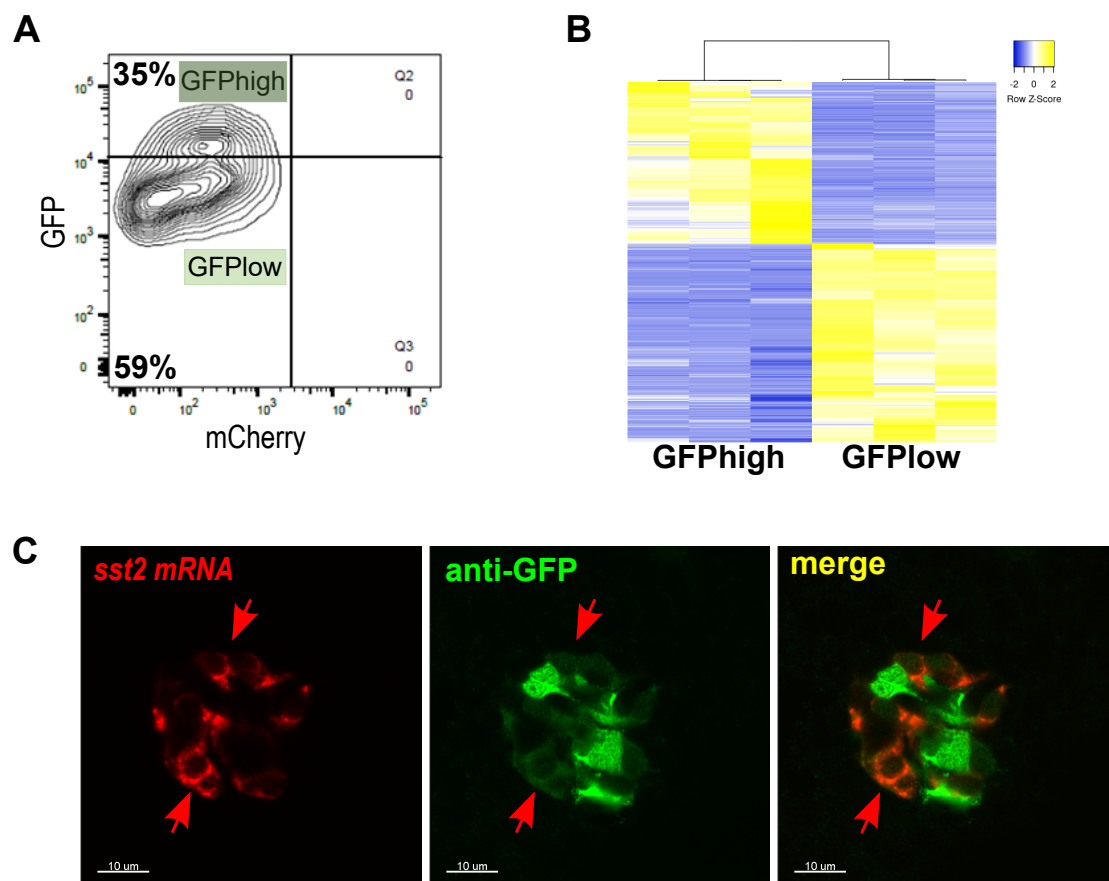 A
35%
GFPhigh
Q2
0
10^5
10^4
GFP
10^3
GFPlow
10^2
59%
Q3
0
0
0
10^2
10^3
10^4
10^5
mCherry
B
-2
0
2
Row Z-Score
GFPhigh
GFPlow
C
sst2 mRNA
anti-GFP
merge
10 um
10 um
10 um